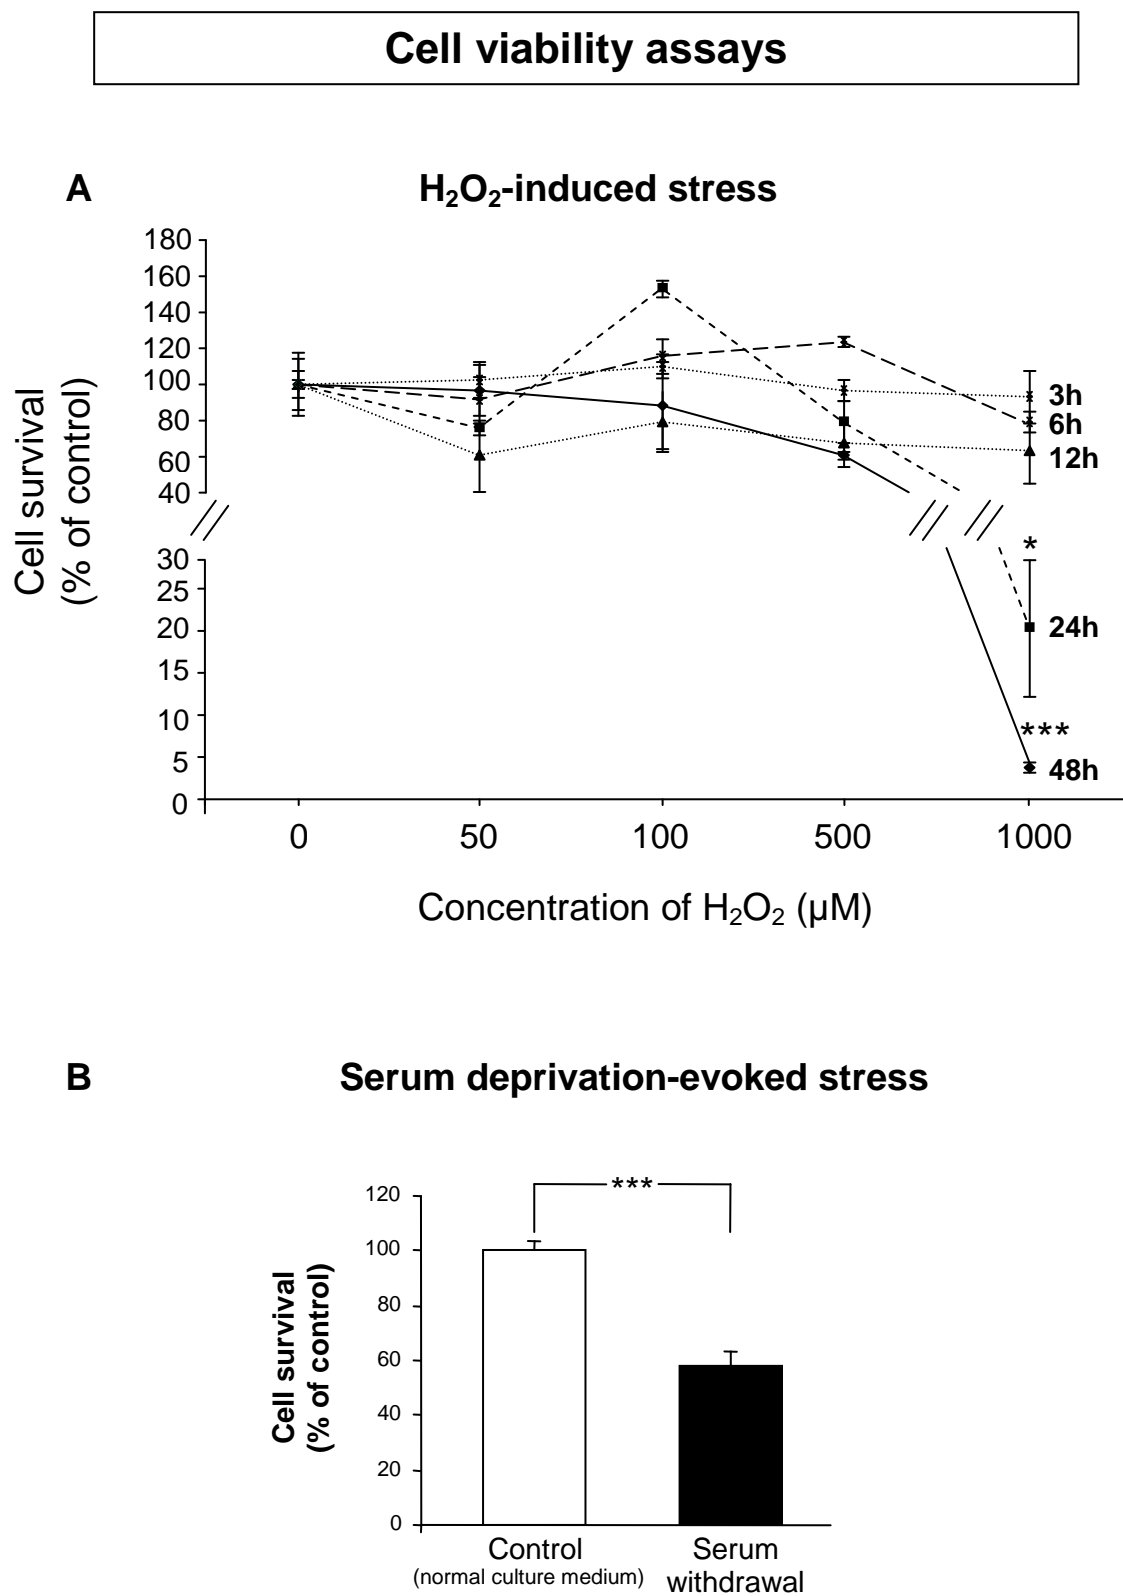 Cell viability assays
A
H₂O₂-induced stress
Cell survival
(% of control)
180
160
140
120
100
80
60
40
30
25
20
15
10
5
0
3h
6h
12h
*
24h
***
48h
0 50 100 500 1000
Concentration of H₂O₂ (µM)
B
Serum deprivation-evoked stress
Cell survival
(% of control)
120
100
80
60
40
20
0
***
Control
(normal culture medium)
Serum
withdrawal